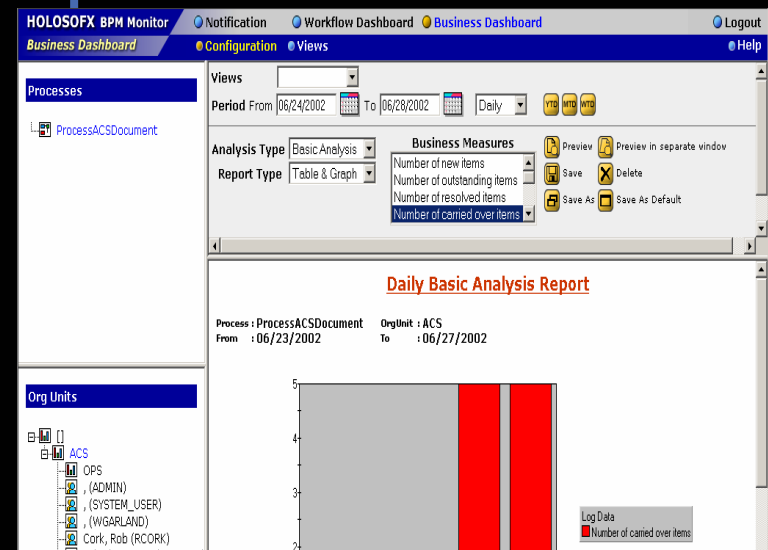 HOLOSOFX BPM Monitor Notification Workflow Dashboard Business Dashboard Logout
Business Dashboard Configuration Views Help
Processes
ProcessACSDocument
Views
Period From 06/24/2002 To 06/28/2002 Daily YTD MTD WTD
Analysis Type Basic Analysis
Report Type Table & Graph
Business Measures
Number of new items
Number of outstanding items
Number of resolved items
Number of carried over items
Preview Preview in separate window
Save Delete
Save As Save As Default
Daily Basic Analysis Report
Process : ProcessACSDocument OrgUnit : ACS
From : 06/23/2002 To : 06/27/2002
5
4
3
2
Log Data
Number of carried over items
Org Units
[]
ACS
OPS
, (ADMIN)
, (SYSTEM_USER)
, (WGARLAND)
Cork, Rob (RCORK)